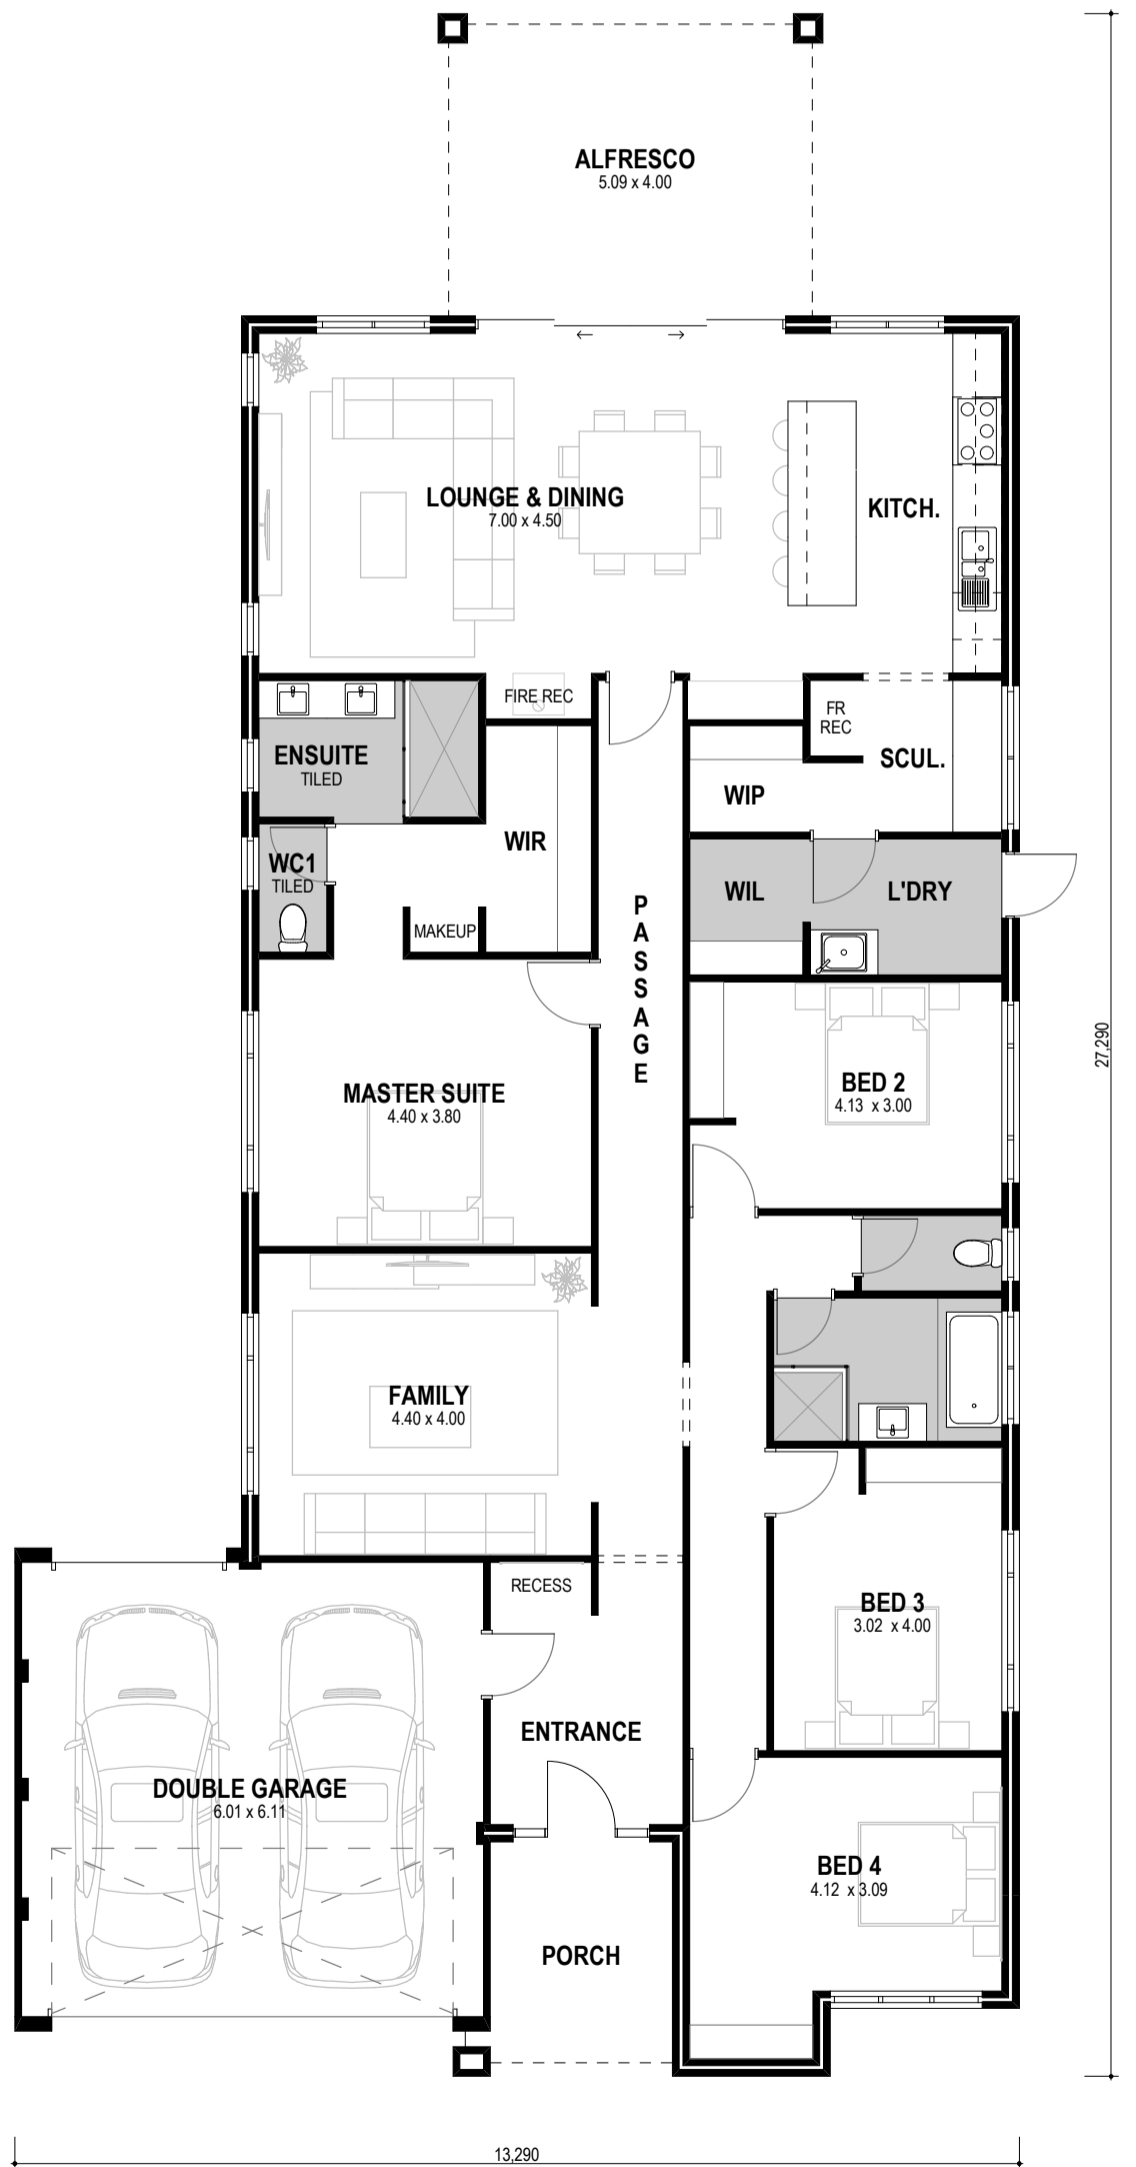 ALFRESCO
5.09 x 4.00
LOUNGE & DINING
7.00 x 4.50
KITCH.
FIRE REC
FR
REC
ENSUITE
TILED
SCUL.
WIP
WIR
WC1
TILED
WIL
L'DRY
MAKEUP
PASSAGE
27,290
BED 2
4.13 x 3.00
MASTER SUITE
4.40 x 3.80
FAMILY
4.40 x 4.00
RECESS
BED 3
3.02 x 4.00
ENTRANCE
DOUBLE GARAGE
6.01 x 6.11
BED 4
4.12 x 3.09
PORCH
13,290